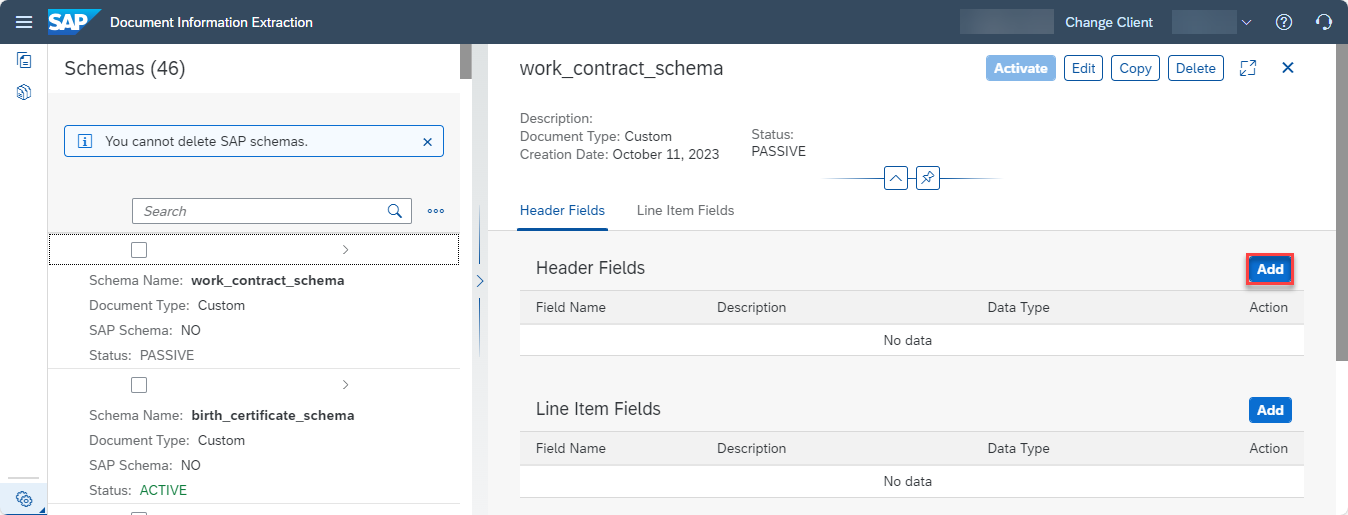 SAP Document Information Extraction
Change Client
Schemas (46)
You cannot delete SAP schemas.
Search
Schema Name: work_contract_schema
Document Type: Custom
SAP Schema: NO
Status: PASSIVE
Schema Name: birth_certificate_schema
Document Type: Custom
SAP Schema: NO
Status: ACTIVE
work_contract_schema
Activate Edit Copy Delete
Description:
Document Type: Custom
Creation Date: October 11, 2023
Status:
PASSIVE
Header Fields Line Item Fields
Header Fields Add
Field Name Description Data Type Action
No data
Line Item Fields Add
Field Name Description Data Type Action
No data